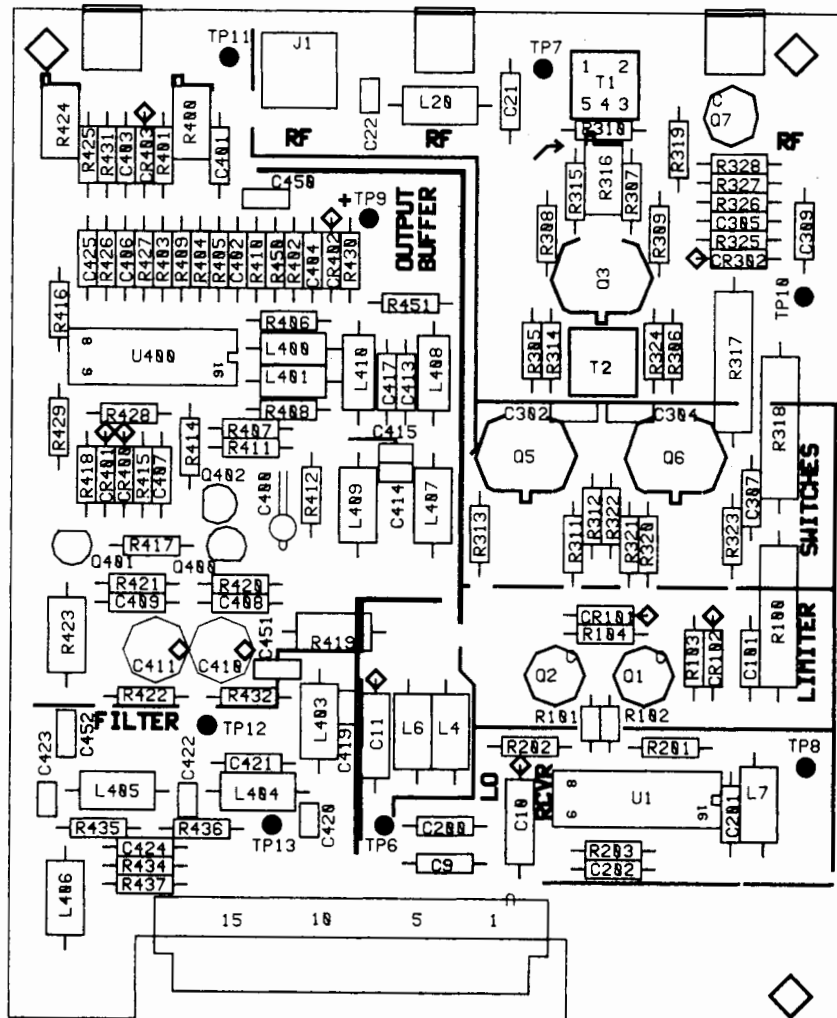 TP11
J1
TP7
1 2
T1
5 4 3
C
Q7
R424
R425
R431
C403
CR403
R401
R400
C401
C22
L20
C21
R310
R319
RF
RF
RF
R315
R316
R307
R328
R327
R326
C305
R325
CR302
C309
C450
+
TP9
OUTPUT
BUFFER
R308
R309
Q3
TP10
C425
R426
C406
R427
R403
R409
R404
R405
C402
R410
R450
R402
C404
CR402
R430
R416
R451
R406
8
9
U400
16
L400
L401
L410
C417
C413
L408
R305
R314
T2
R324
R306
R317
R318
R429
R428
R408
R407
R411
R414
C415
C302
C304
Q5
Q6
R418
CR401
CR400
R415
C407
Q402
C400
R412
L409
C414
L407
R313
R311
R312
R322
R321
R320
R323
C307
SWITCHES
Q401
R417
Q400
R421
C409
R420
C408
R423
C411
C410
C451
R419
CR101
R104
R103
CR102
C101
R100
LIMITER
Q2
Q1
R422
R432
L403
C419
C11
L6
L4
R101
R102
FILTER
TP12
C423
C452
C422
C421
L405
L404
R202
R201
TP8
LO
RCVR
C10
8
9
U1
16
C201
L7
R435
R436
TP13
C420
TP6
C200
C9
R203
C202
C424
R434
R437
L406
15 10 5 1